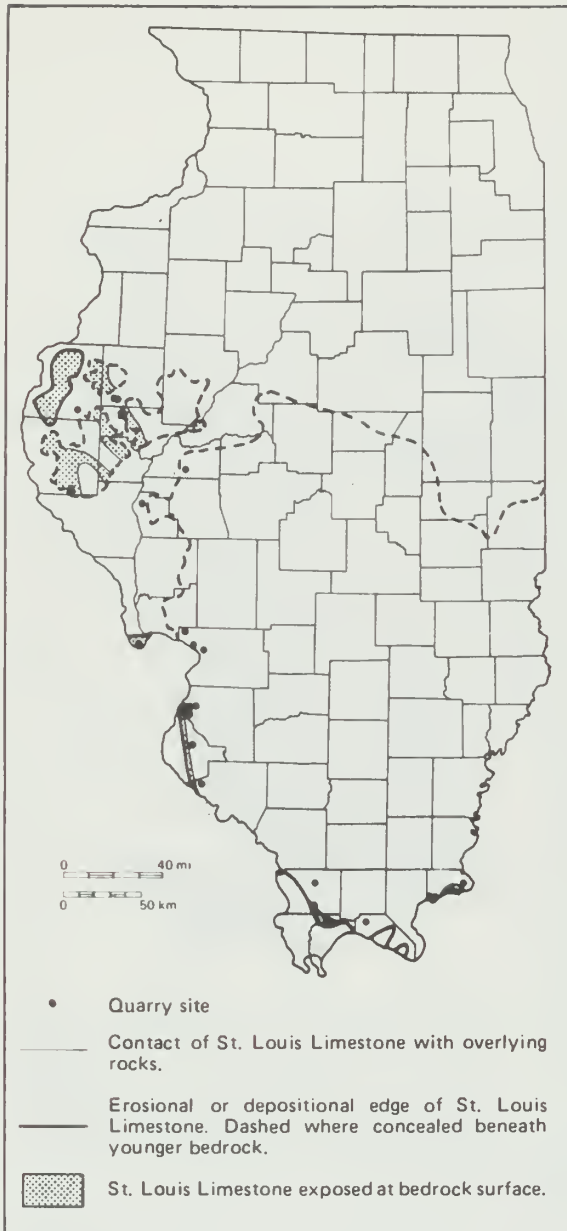 0 40 mi
0 50 km
Quarry site
Contact of St. Louis Limestone with overlying
rocks.
Erosional or depositional edge of St. Louis
Limestone. Dashed where concealed beneath
younger bedrock.
St. Louis Limestone exposed at bedrock surface.